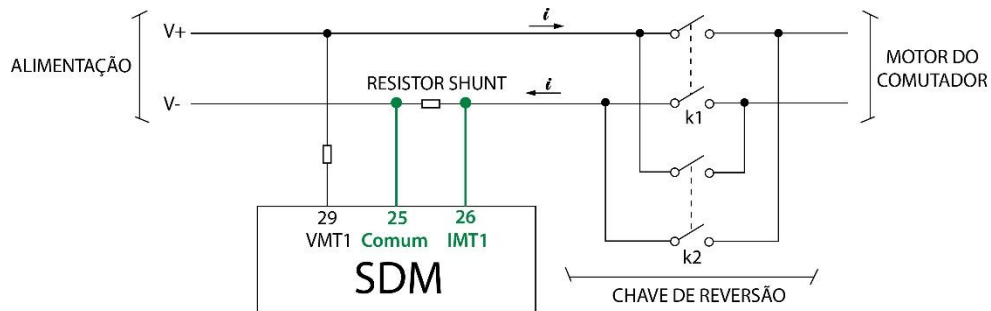 i
V+
ALIMENTAÇÃO
MOTOR DO
COMUTADOR
RESISTOR SHUNT
i
V-
k1
29
25
26
VMT1
Comum
IMT1
k2
SDM
CHAVE DE REVERSÃO